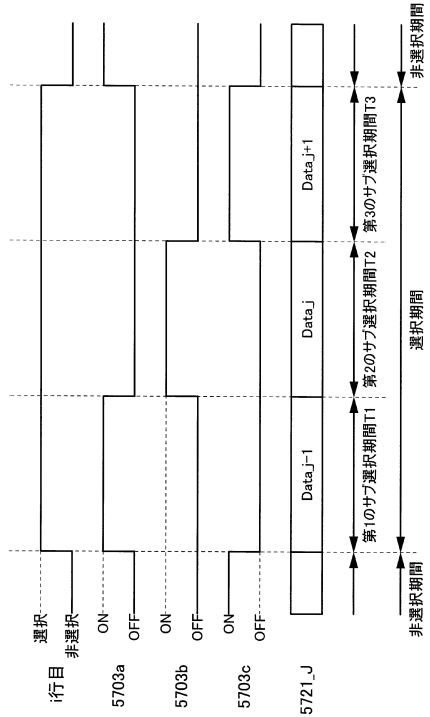 i行目
選択
非選択
5703a
ON
OFF
5703b
ON
OFF
5703c
ON
OFF
5721_J
Data_j-1
Data_j
Data_j+1
第1のサブ選択期間T1
第2のサブ選択期間T2
第3のサブ選択期間T3
非選択期間
選択期間
非選択期間